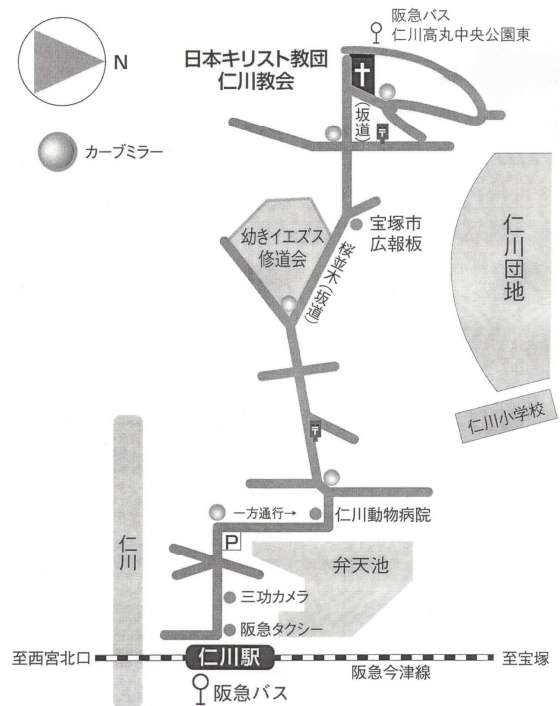 阪急バス
仁川高丸中央公園東
日本キリスト教団
仁川教会
N
カーブミラー
(坂道)
〒
幼きイエズス
修道会
宝塚市
広報板
桜並木(坂道)
仁川団地
仁川小学校
〒
一方通行→
仁川動物病院
P
仁川
弁天池
三功カメラ
阪急タクシー
至西宮北口
仁川駅
阪急今津線
至宝塚
阪急バス